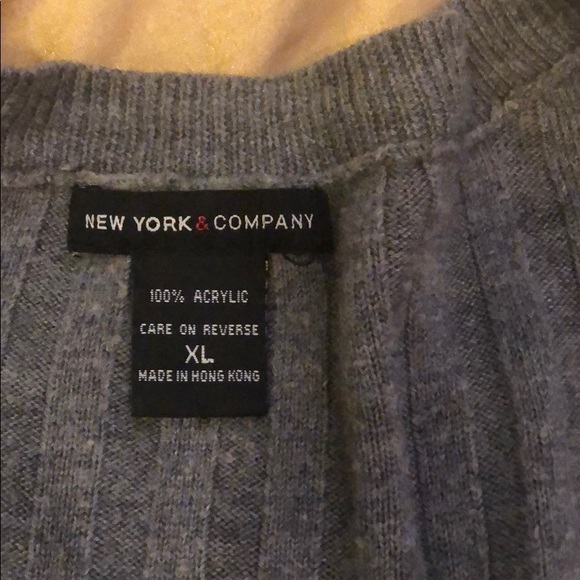 NEW YORK & COMPANY
100% ACRYLIC
CARE ON REVERSE
XL
MADE IN HONG KONG